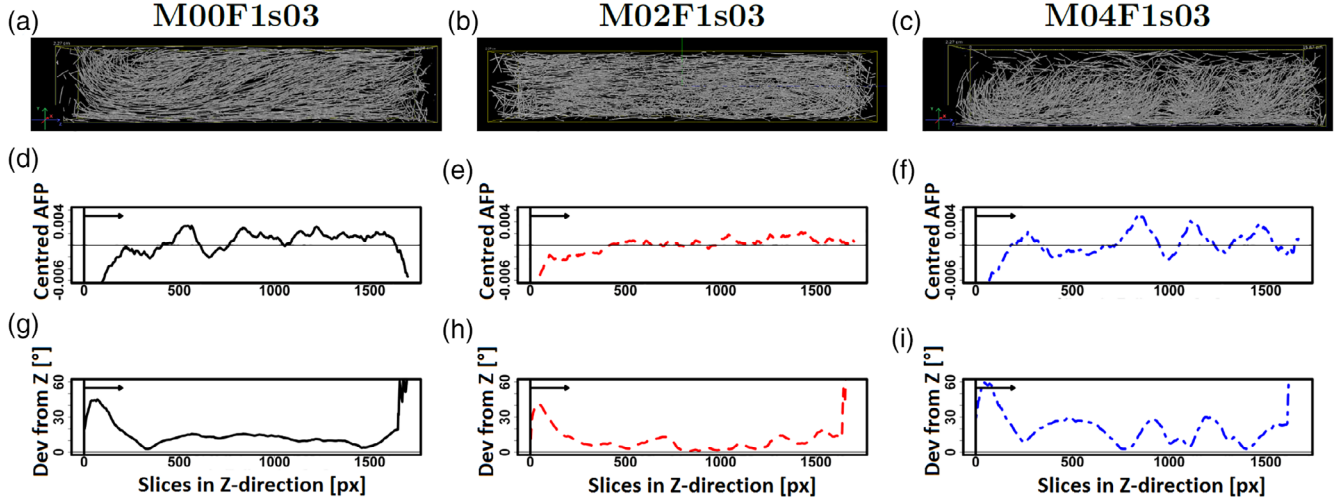 (a) M00F1s03 (b) M02F1s03 (c) M04F1s03
(d) (e) (f)
Centred AFP Centred AFP Centred AFP
0.004 0.004 0.004
-0.006 -0.006 -0.006
0 500 1000 1500 0 500 1000 1500 0 500 1000 1500
(g) (h) (i)
Dev from Z [°] Dev from Z [°] Dev from Z [°]
60 60 60
30 30 30
0 0 0
0 500 1000 1500 0 500 1000 1500 0 500 1000 1500
Slices in Z-direction [px] Slices in Z-direction [px] Slices in Z-direction [px]